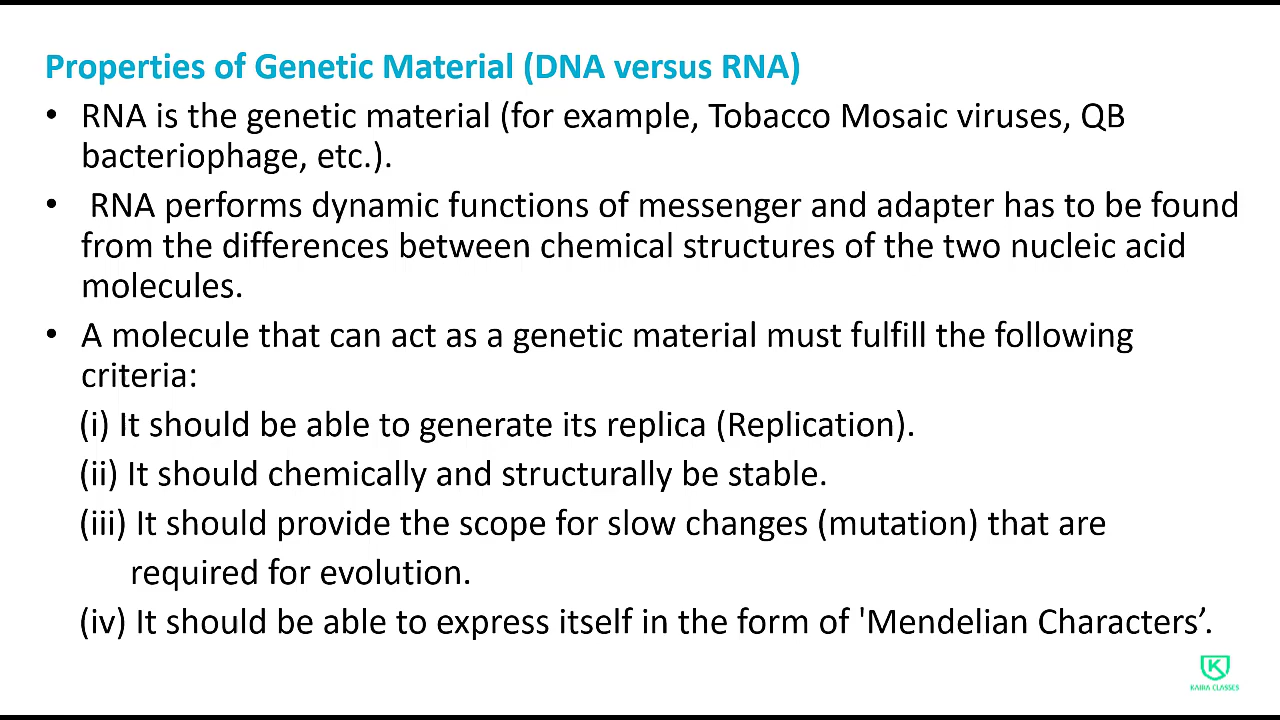 Properties of Genetic Material (DNA versus RNA)
• RNA is the genetic material (for example, Tobacco Mosaic viruses, QB
bacteriophage, etc.).
• RNA performs dynamic functions of messenger and adapter has to be found
from the differences between chemical structures of the two nucleic acid
molecules.
• A molecule that can act as a genetic material must fulfill the following
criteria:
(i) It should be able to generate its replica (Replication).
(ii) It should chemically and structurally be stable.
(iii) It should provide the scope for slow changes (mutation) that are
required for evolution.
(iv) It should be able to express itself in the form of 'Mendelian Characters’.
CLASSES